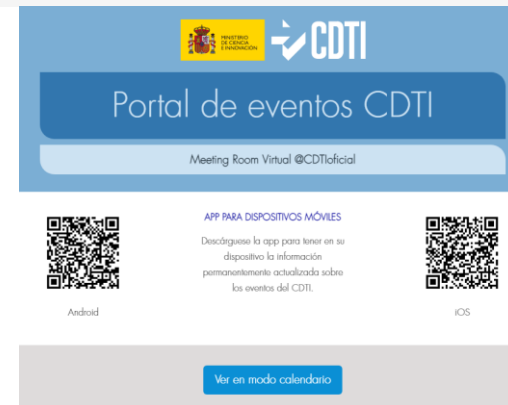 MINISTERIO
DE CIENCIA
E INNOVACIÓN
CDTI
Portal de eventos CDTI
Meeting Room Virtual @CDTIoficial
APP PARA DISPOSITIVOS MÓVILES
Descárguese la app para tener en su
dispositivo la información
permanentemente actualizada sobre
los eventos del CDTI.
Android
iOS
Ver en modo calendario